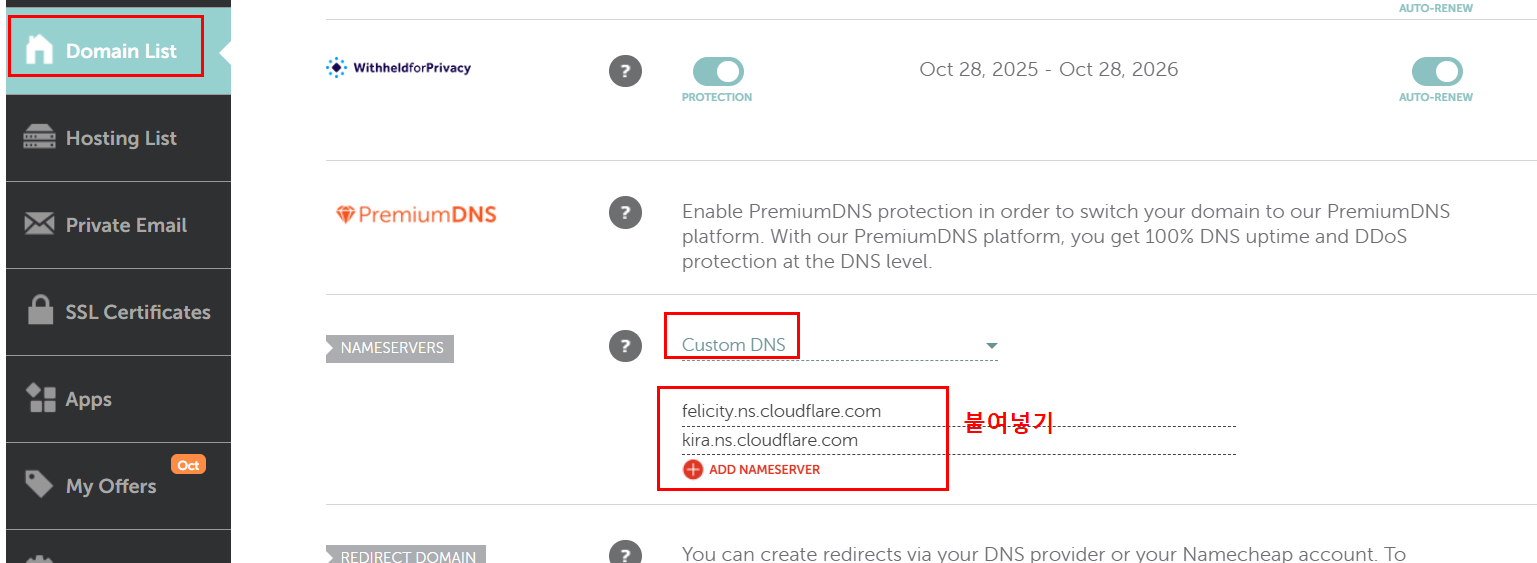 AUTO-RENEW
Domain List
WithheldforPrivacy
?
PROTECTION
Oct 28, 2025 - Oct 28, 2026
AUTO-RENEW
Hosting List
PremiumDNS
?
Enable PremiumDNS protection in order to switch your domain to our PremiumDNS
platform. With our PremiumDNS platform, you get 100% DNS uptime and DDoS
protection at the DNS level.
Private Email
SSL Certificates
NAMESERVERS
?
Custom DNS
Apps
felicity.ns.cloudflare.com
붙여넣기
kira.ns.cloudflare.com
ADD NAMESERVER
Oct
My Offers
REDIRECT DOMAIN
?
You can create redirects via your DNS provider or your Namecheap account. To